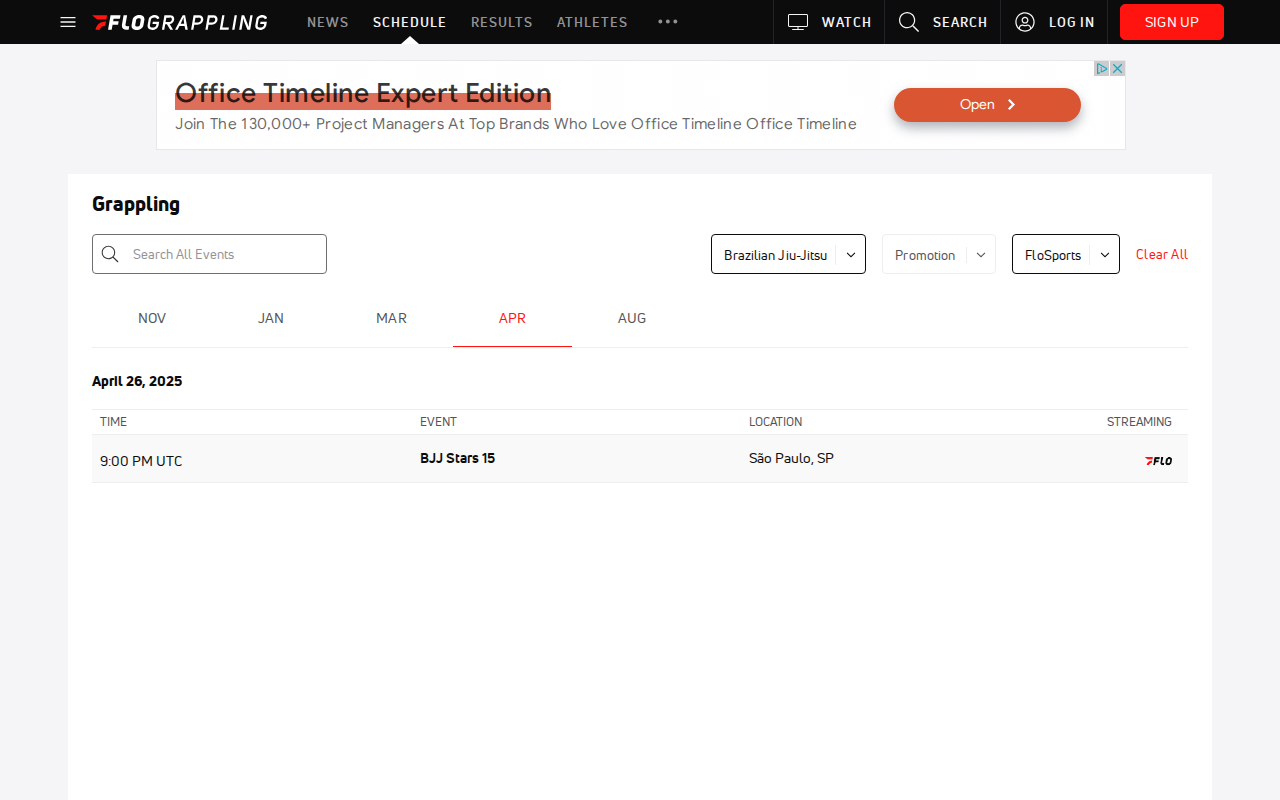 FLOGRAPPLING NEWS SCHEDULE RESULTS ATHLETES ••• WATCH SEARCH LOG IN SIGN UP
Office Timeline Expert Edition
Join The 130,000+ Project Managers At Top Brands Who Love Office Timeline Office Timeline
Open
Grappling
Search All Events Brazilian Jiu-Jitsu Promotion FloSports Clear All
NOV JAN MAR APR AUG
April 26, 2025
TIME EVENT LOCATION STREAMING
9:00 PM UTC BJJ Stars 15 São Paulo, SP FLO